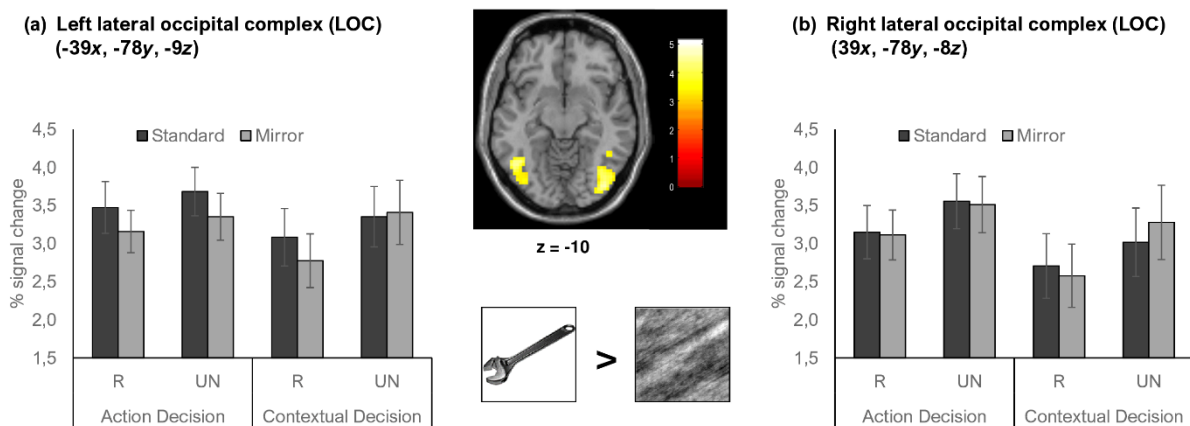 (a) Left lateral occipital complex (LOC)
(-39x, -78y, -9z)
Standard Mirror
% signal change
4,5
4,0
3,5
3,0
2,5
2,0
1,5
R UN R UN
Action Decision Contextual Decision
5
4
3
2
1
0
z = -10
>
(b) Right lateral occipital complex (LOC)
(39x, -78y, -8z)
Standard Mirror
% signal change
4,5
4,0
3,5
3,0
2,5
2,0
1,5
R UN R UN
Action Decision Contextual Decision